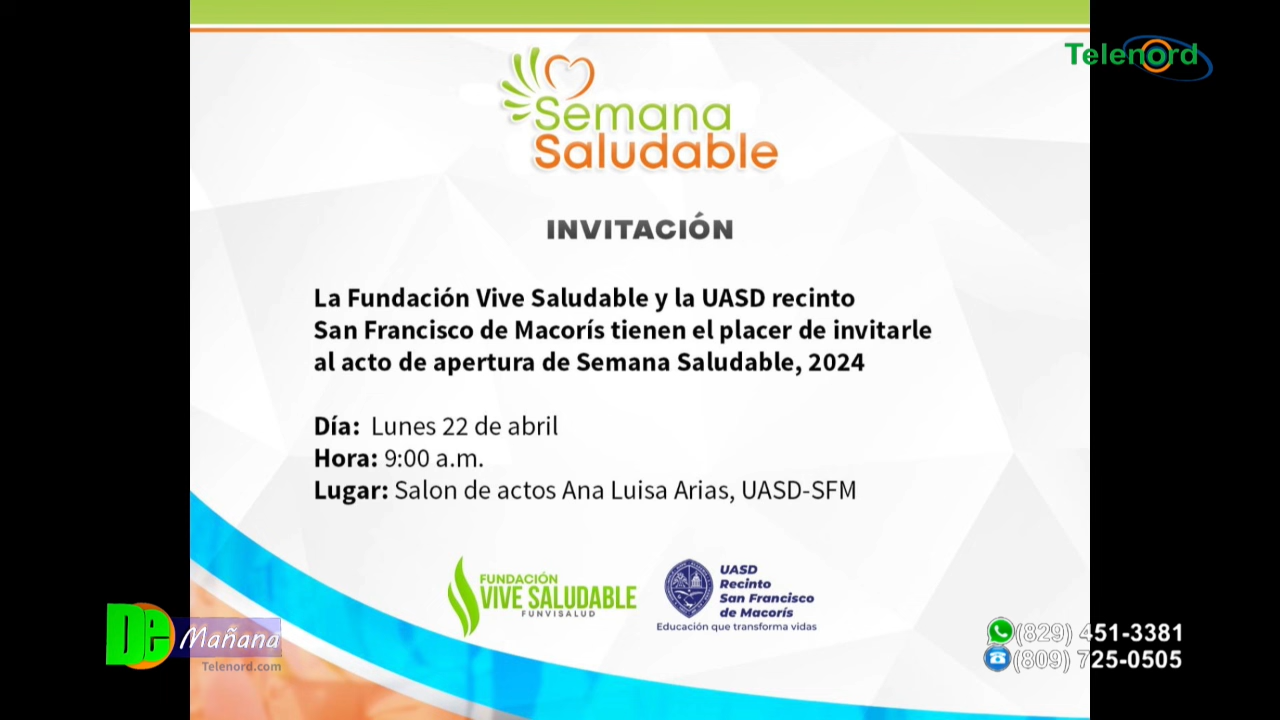 Telenord
Semana
Saludable
INVITACIÓN
La Fundación Vive Saludable y la UASD recinto
San Francisco de Macorís tienen el placer de invitarle
al acto de apertura de Semana Saludable, 2024
Día: Lunes 22 de abril
Hora: 9:00 a.m.
Lugar: Salon de actos Ana Luisa Arias, UASD-SFM
FUNDACIÓN
VIVE SALUDABLE
FUNVISALUD
UASD
Recinto
San Francisco
de Macorís
Educación que transforma vidas
De Mañana
Telenord.com
(829) 451-3381
(809) 725-0505